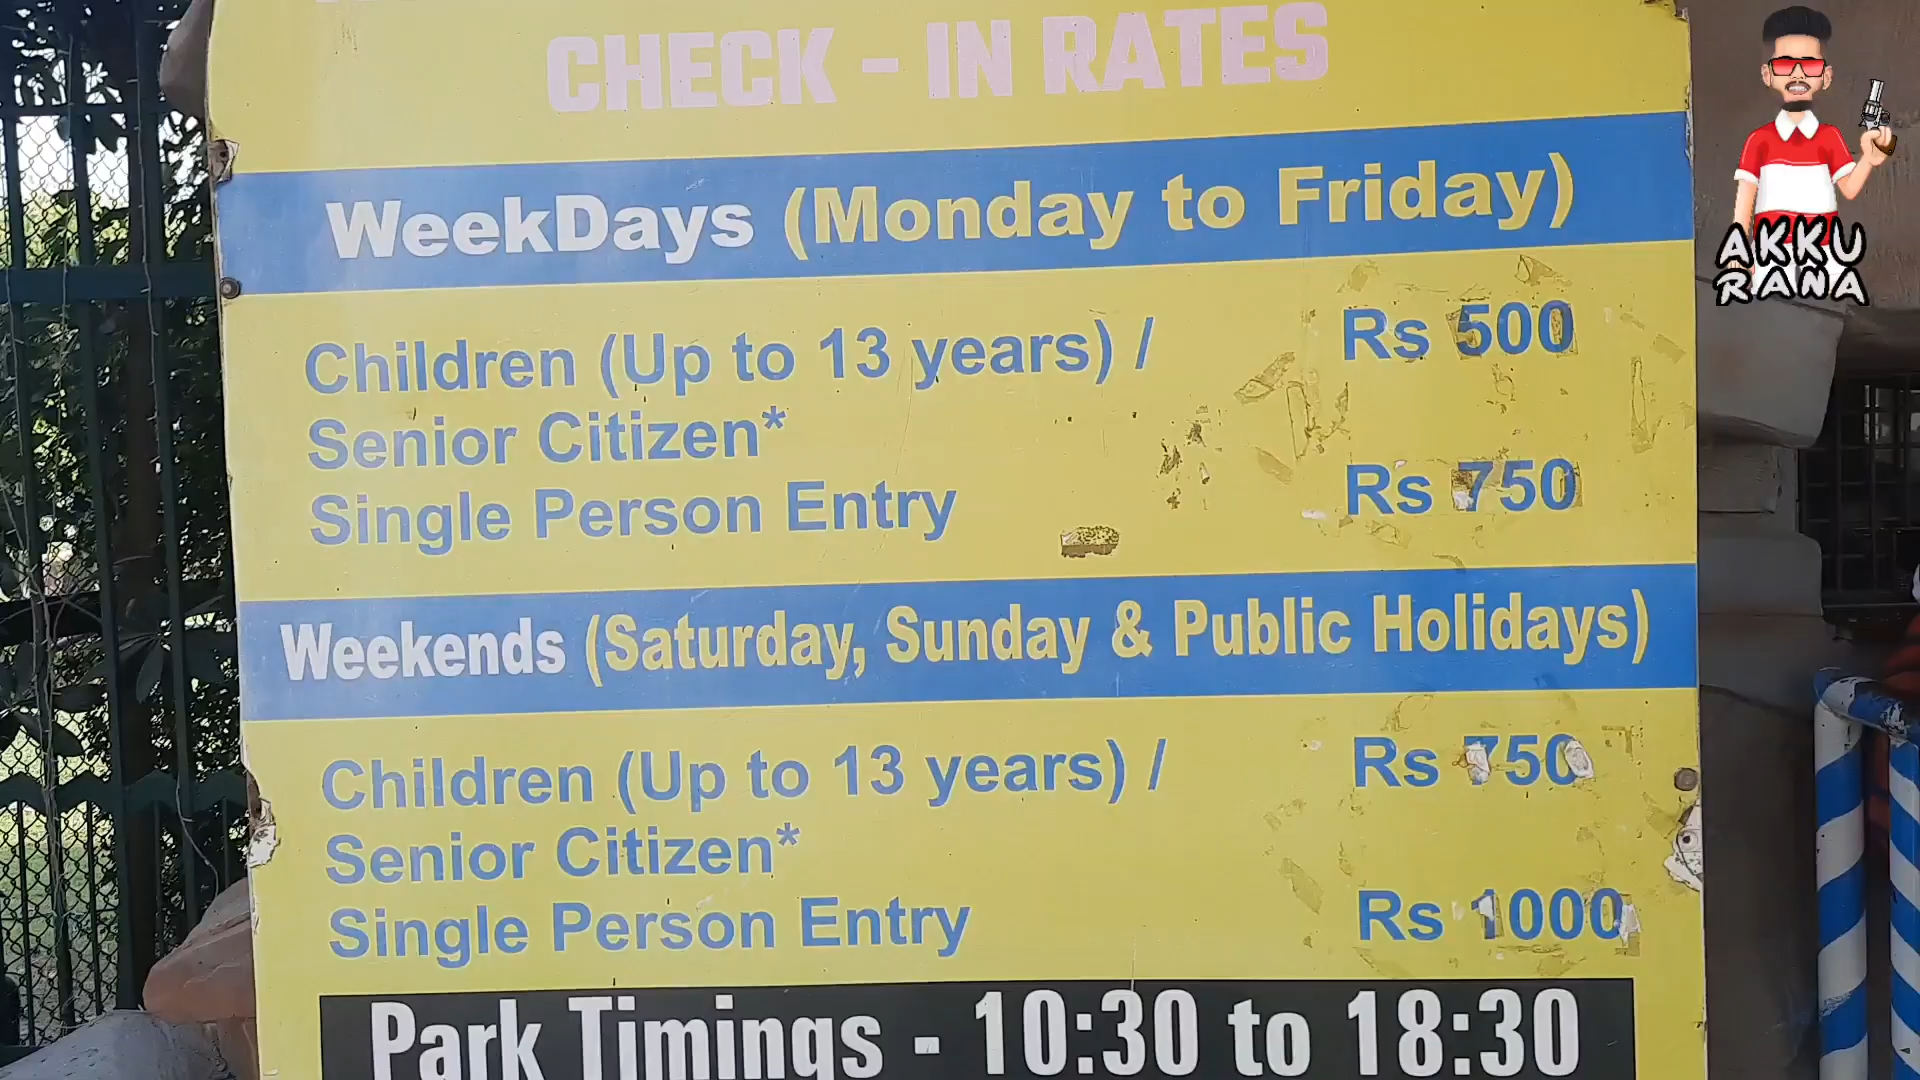 CHECK - IN RATES
WeekDays (Monday to Friday)
Children (Up to 13 years) / Rs 500
Senior Citizen*
Single Person Entry Rs 750
Weekends (Saturday, Sunday & Public Holidays)
Children (Up to 13 years) / Rs 750
Senior Citizen*
Single Person Entry Rs 1000
Park Timings - 10:30 to 18:30
AKKU
RANA